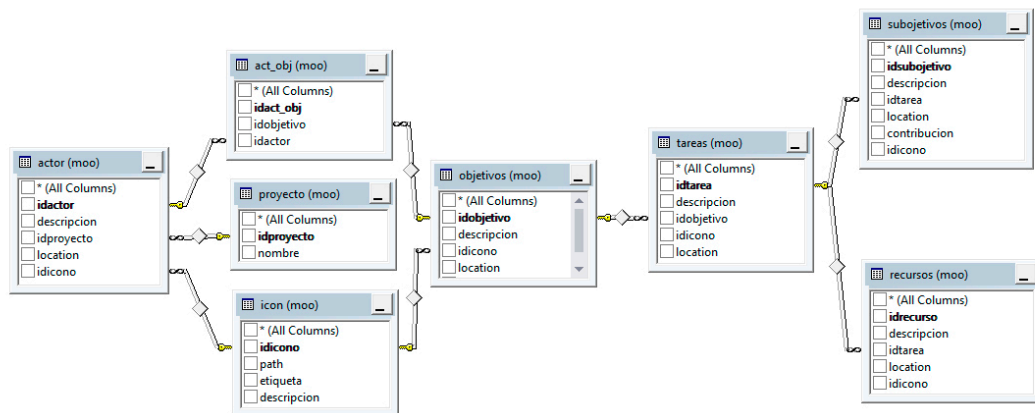 actor (moo)
* (All Columns)
idactor
descripcion
idproyecto
location
idicono
act_obj (moo)
* (All Columns)
idact_obj
idobjetivo
idactor
proyecto (moo)
* (All Columns)
idproyecto
nombre
icon (moo)
* (All Columns)
idicono
path
etiqueta
descripcion
objetivos (moo)
* (All Columns)
idobjetivo
descripcion
idicono
location
tareas (moo)
* (All Columns)
idtarea
descripcion
idobjetivo
idicono
location
subojetivos (moo)
* (All Columns)
idsubojetivo
descripcion
idtarea
location
contribucion
idicono
recursos (moo)
* (All Columns)
idrecurso
descripcion
idtarea
location
idicono